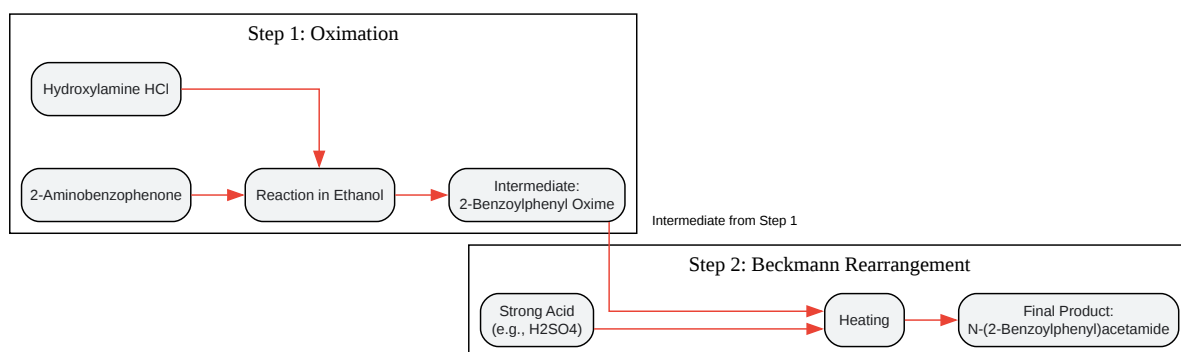 Step 1: Oximation
Hydroxylamine HCl
2-Aminobenzophenone
Reaction in Ethanol
Intermediate:
2-Benzoylphenyl Oxime
Intermediate from Step 1
Step 2: Beckmann Rearrangement
Strong Acid
(e.g., H2SO4)
Heating
Final Product:
N-(2-Benzoylphenyl)acetamide